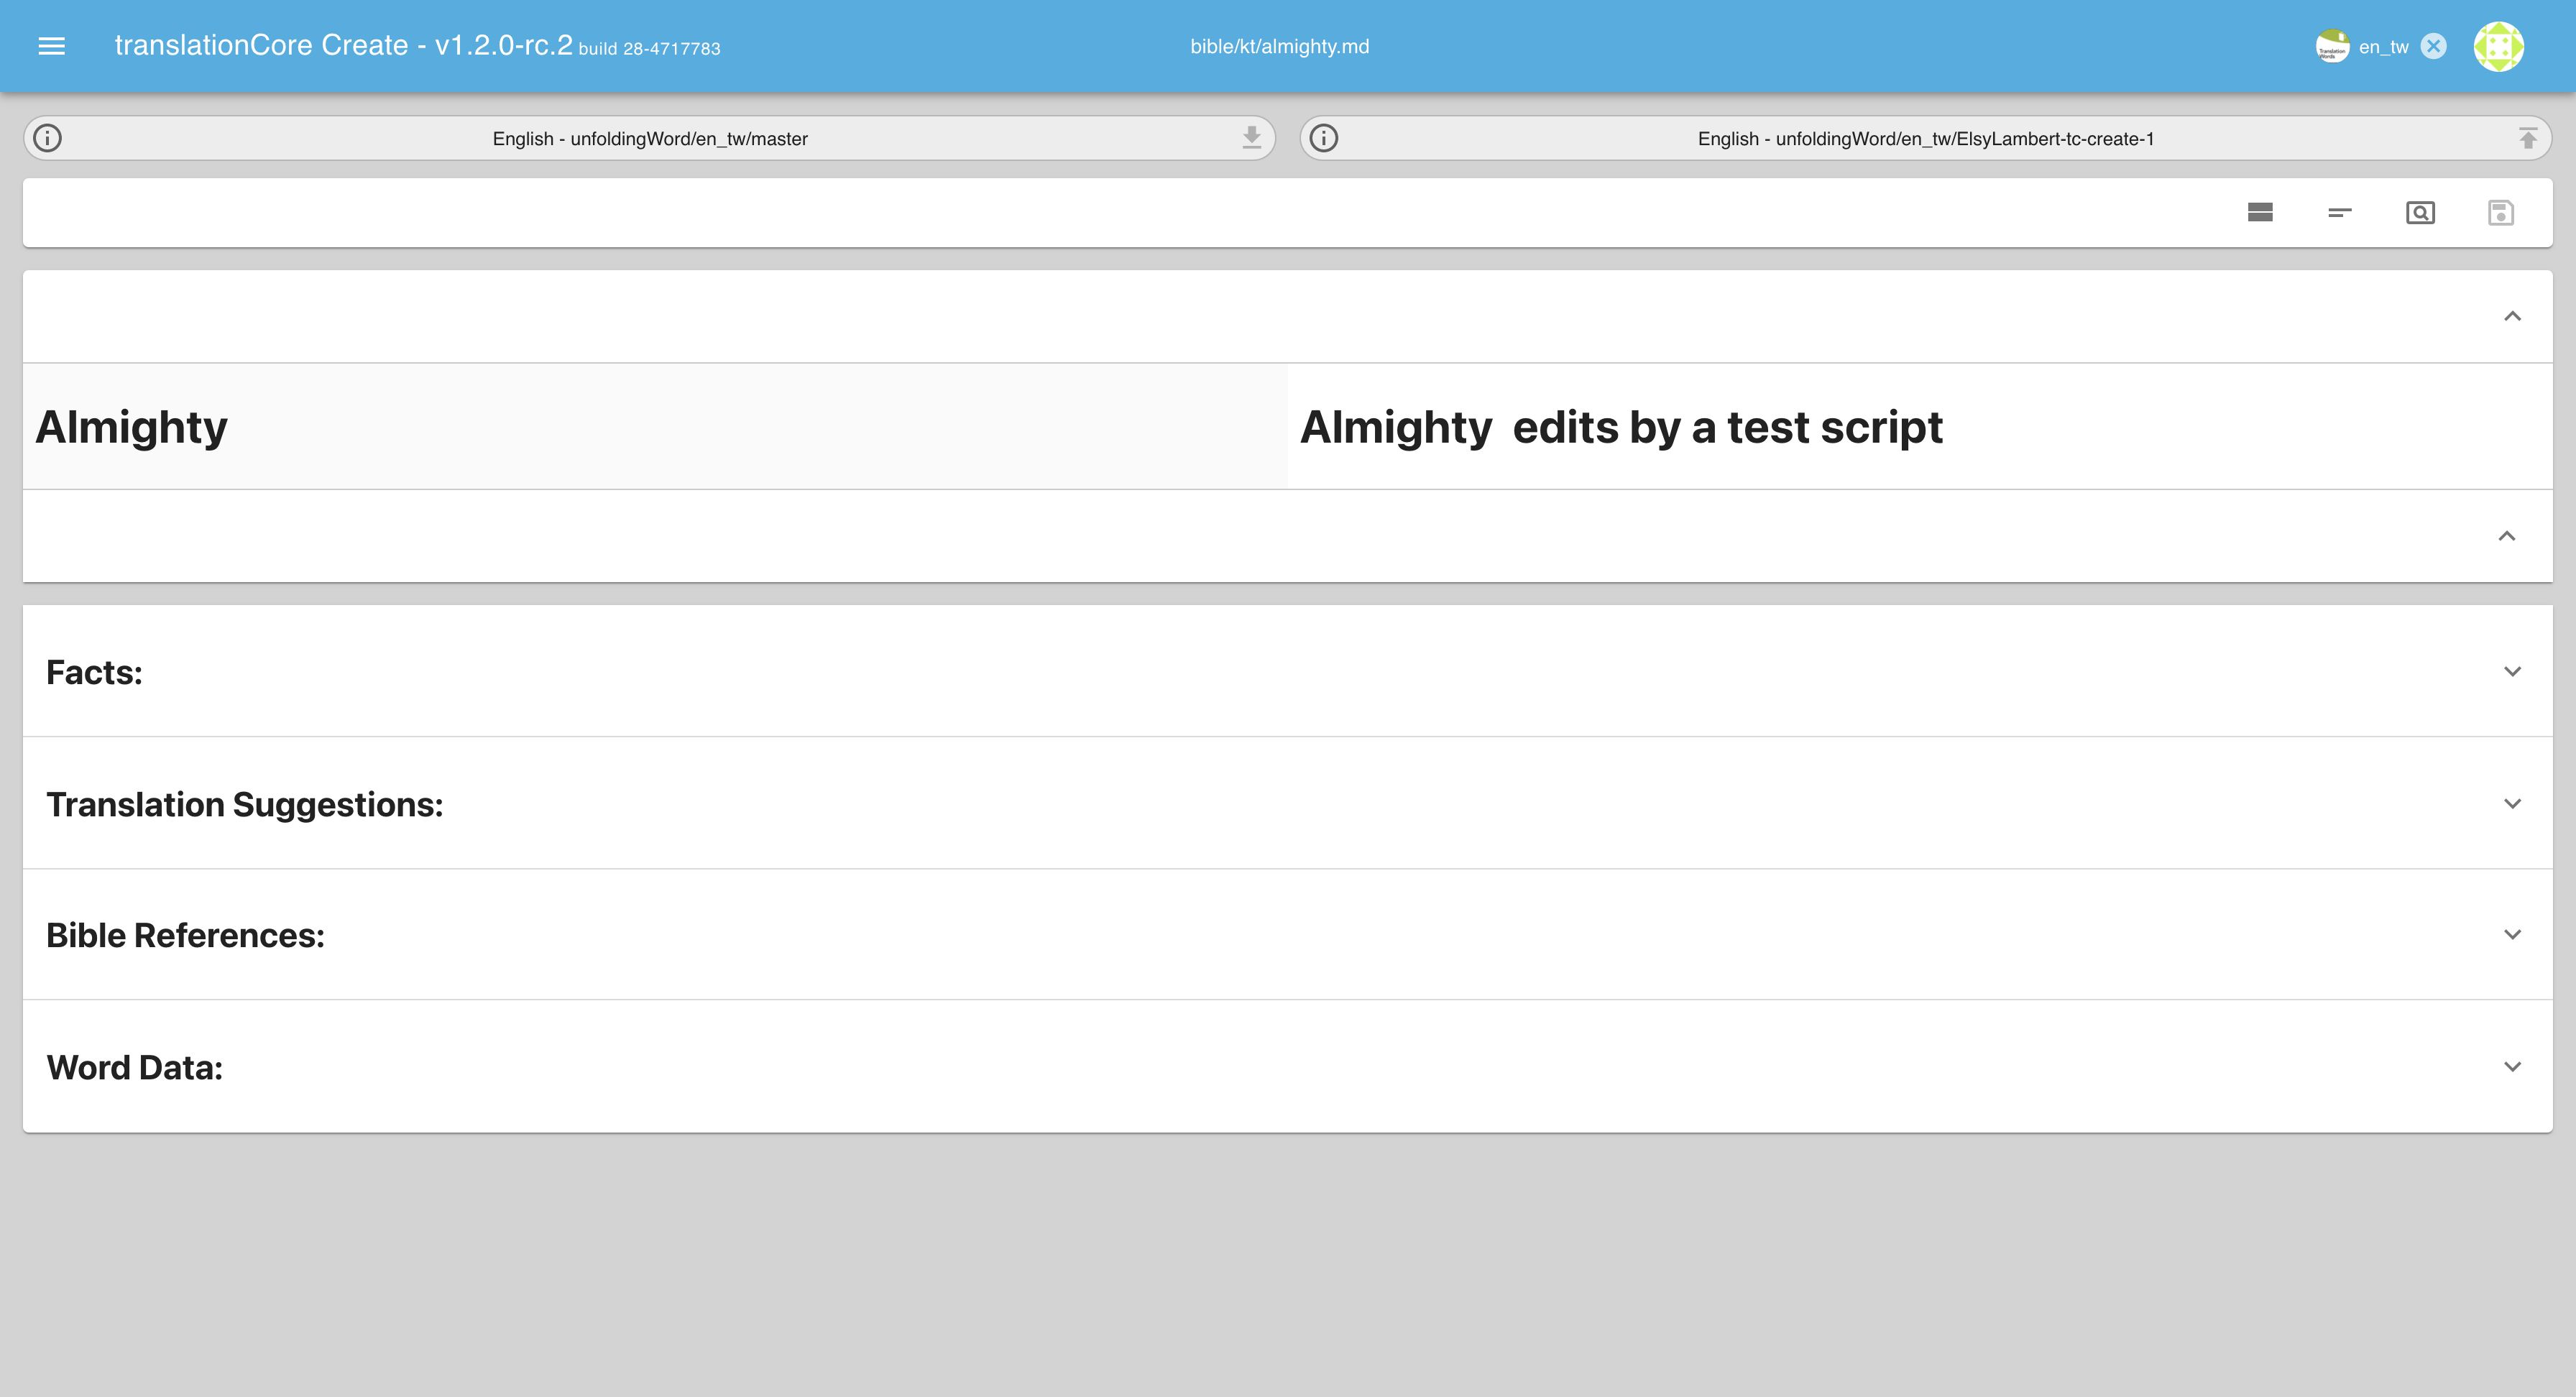 translationCore Create - v1.2.0-rc.2 build 28-4717783
bible/kt/almighty.md
translation Words
en_tw
English - unfoldingWord/en_tw/master
English - unfoldingWord/en_tw/ElsyLambert-tc-create-1
Almighty
Almighty  edits by a test script
Facts:
Translation Suggestions:
Bible References:
Word Data: